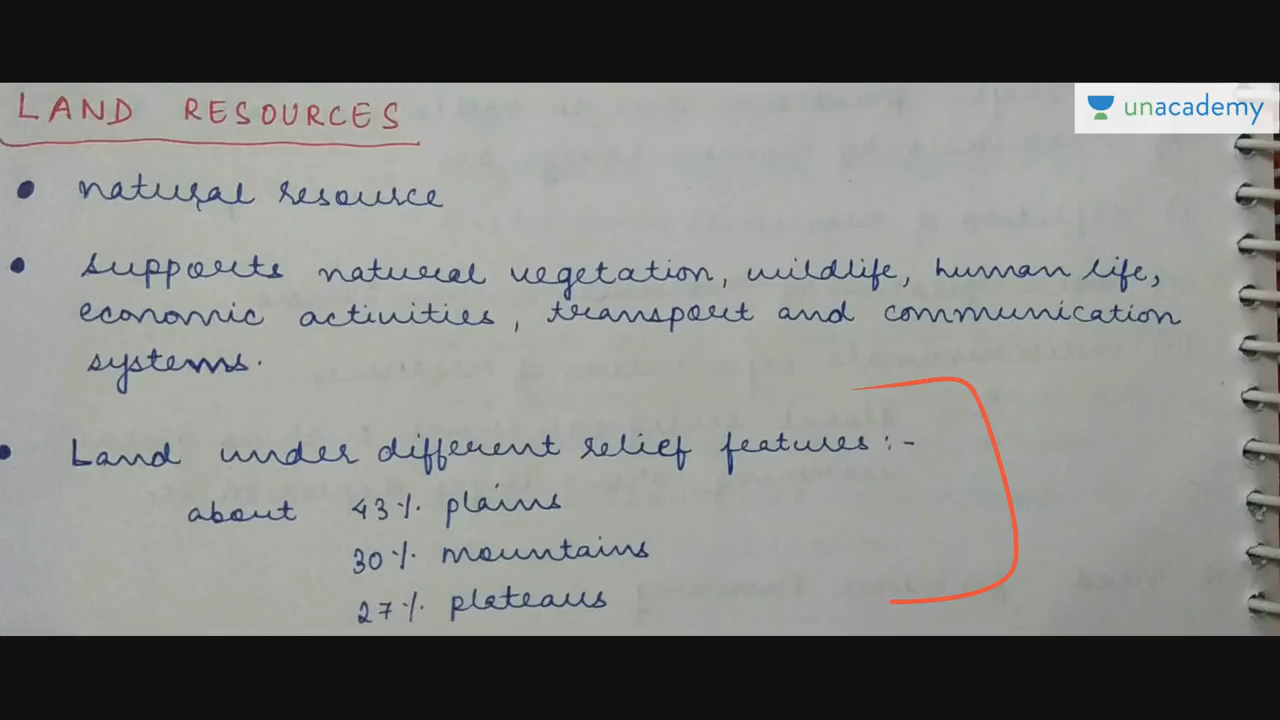 LAND RESOURCES
unacademy
• natural resource
• supports natural vegetation, wildlife, human life,
economic activities, transport and communication
systems.
• Land under different relief features :-
about 43% plains
30% mountains
27% plateaus